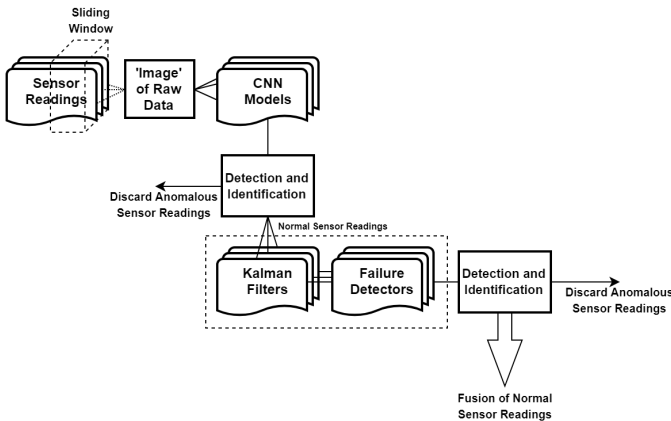 Sliding
Window
Sensor
Readings
'Image'
of Raw
Data
CNN
Models
Detection and
Identification
Discard Anomalous
Sensor Readings
Normal Sensor Readings
Kalman
Filters
Failure
Detectors
Detection and
Identification
Discard Anomalous
Sensor Readings
Fusion of Normal
Sensor Readings